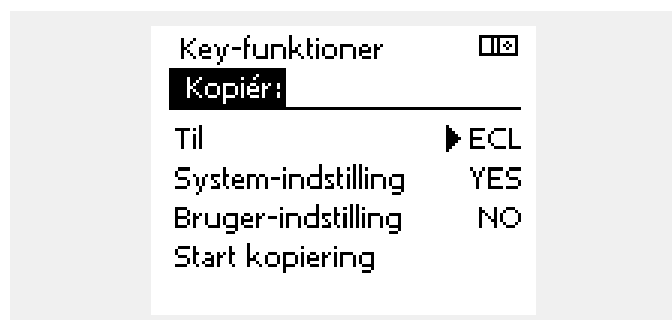 Key-funktioner
Kopiér:
Til ECL
System-indstilling YES
Bruger-indstilling NO
Start kopiering